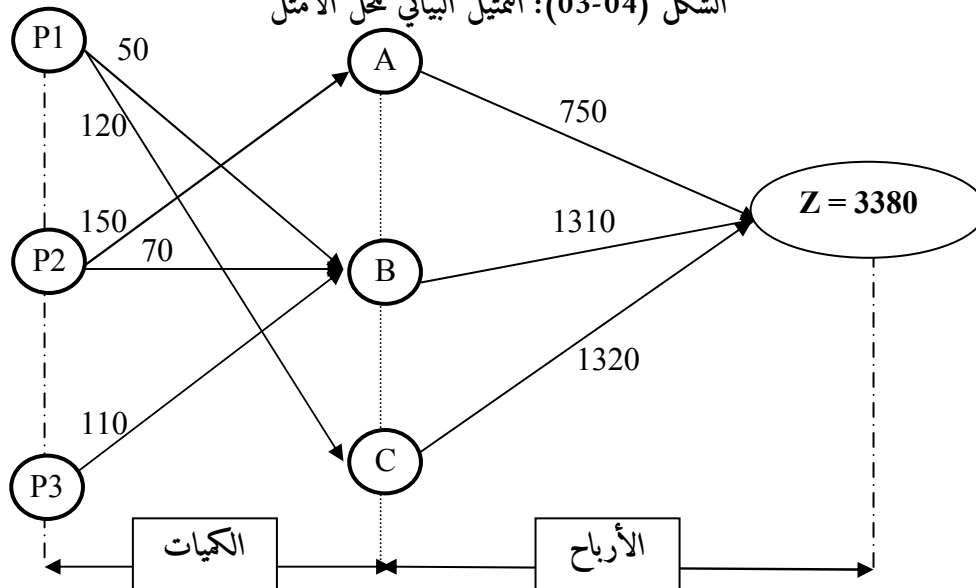 الشكل (03-04): التمثيل البياني للحل الأمثل
P1
50
A
120
750
150
P2
70
B
1310
Z = 3380
1320
110
C
P3
الكميات
الأرباح